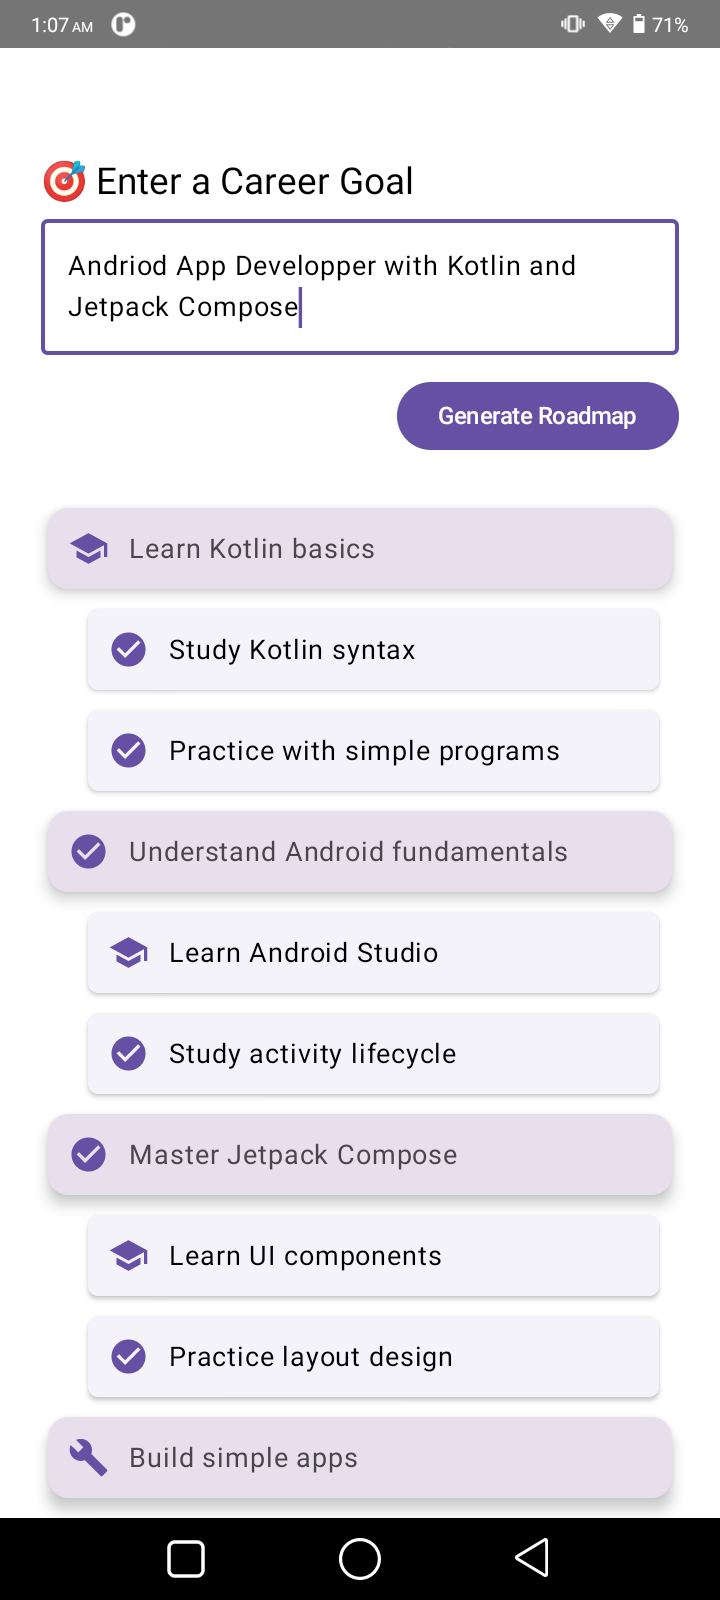 1:07 AM
71%
🎯 Enter a Career Goal
Andriod App Developper with Kotlin and
Jetpack Compose
Generate Roadmap
Learn Kotlin basics
Study Kotlin syntax
Practice with simple programs
Understand Android fundamentals
Learn Android Studio
Study activity lifecycle
Master Jetpack Compose
Learn UI components
Practice layout design
Build simple apps